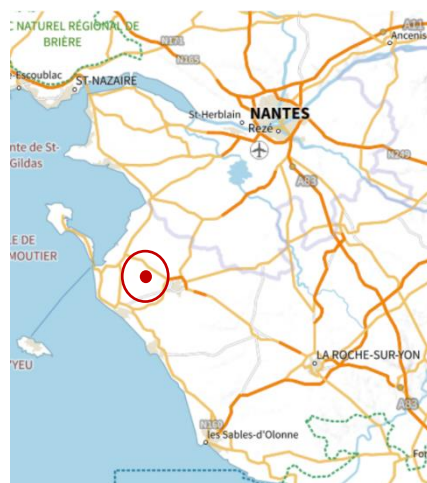 C NATUREL RÉGIONAL DE
BRIÈRE
N171
N165
A11
Ancenis
Escoublac
ST-NAZAIRE
St-Herblain
NANTES
Rezé
N249
nte de St-
Gildas
A83
LE DE
MOUTIER
'YEU
LA ROCHE-SUR-YON
A83
N160
les Sables-d'Olonne
For